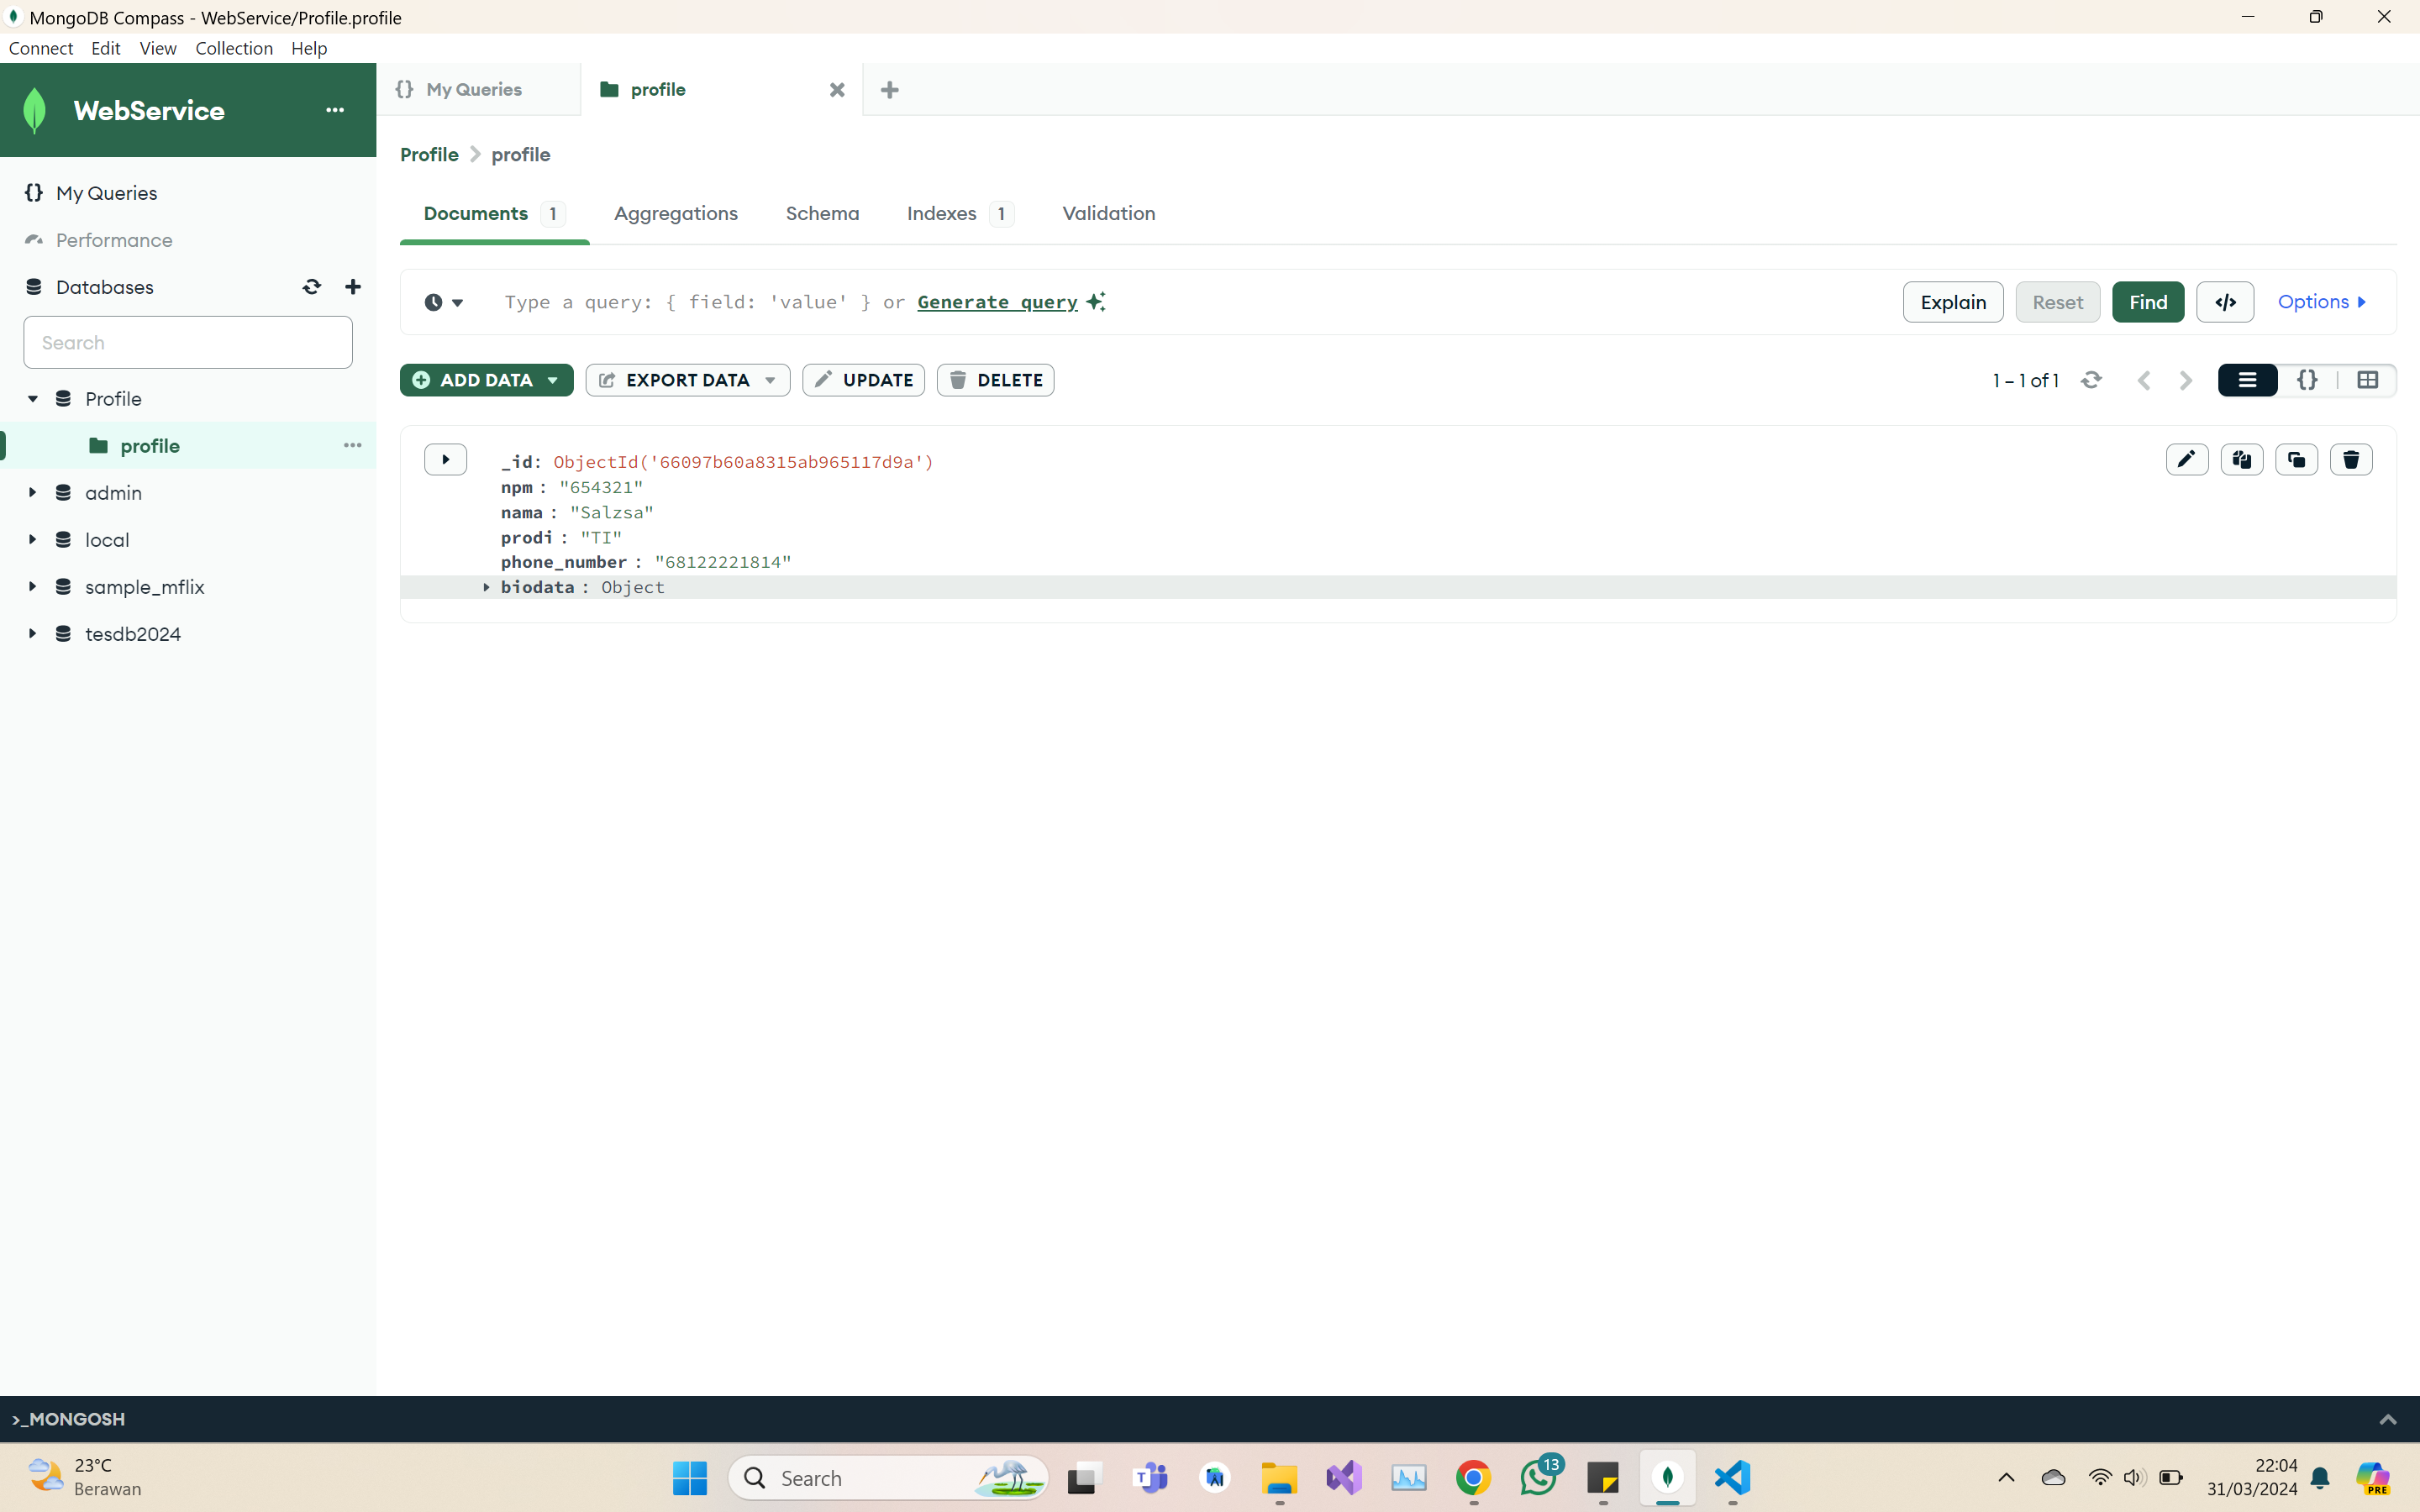 MongoDB Compass - WebService/Profile.profile
Connect Edit View Collection Help
WebService
My Queries
Performance
Databases
Search
Profile
profile
admin
local
sample_mflix
tesdb2024
{} My Queries
profile
Profile > profile
Documents 1 Aggregations Schema Indexes 1 Validation
Type a query: { field: 'value' } or Generate query
Explain Reset Find </> Options
ADD DATA EXPORT DATA UPDATE DELETE
1 – 1 of 1
_id: ObjectId('66097b60a8315ab965117d9a')
npm : "654321"
nama : "Salzsa"
prodi : "TI"
phone_number : "68122221814"
biodata : Object
>_MONGOSH
23°C
Berawan
Search
13
22:04
31/03/2024
PRE